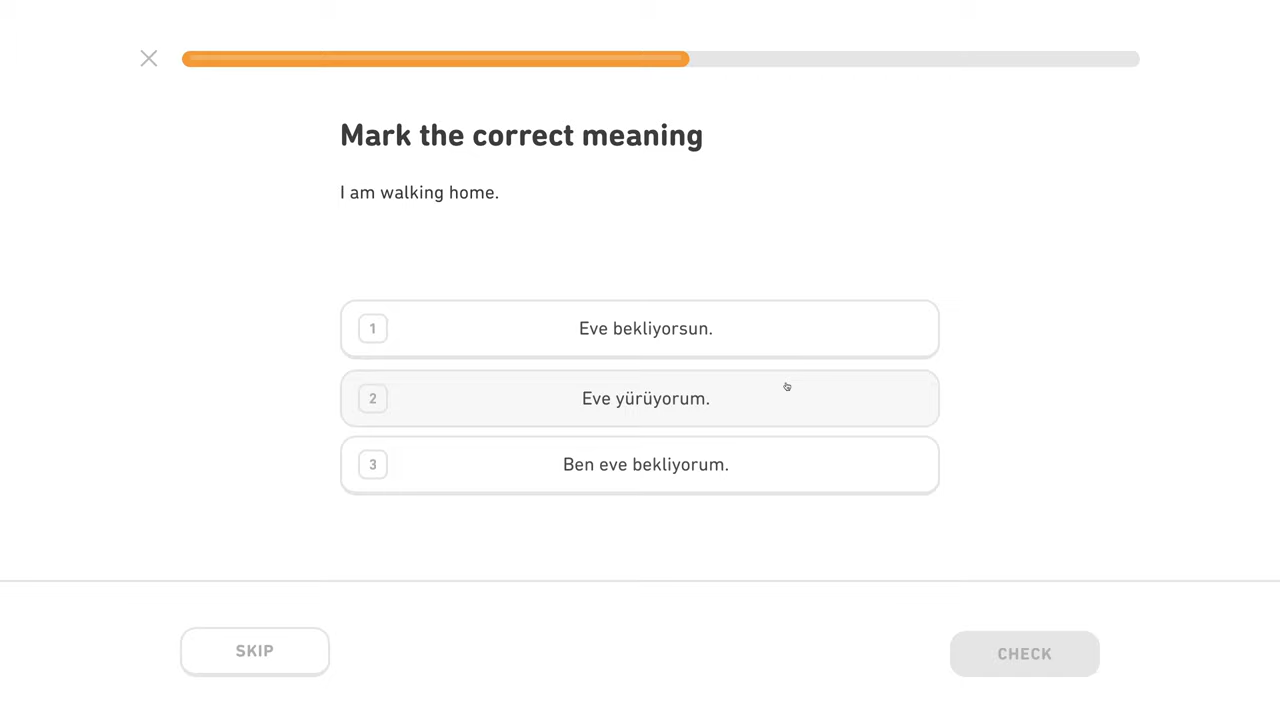 Mark the correct meaning
I am walking home.
1 Eve bekliyorsun.
2 Eve yürüyorum.
3 Ben eve bekliyorum.
SKIP
CHECK